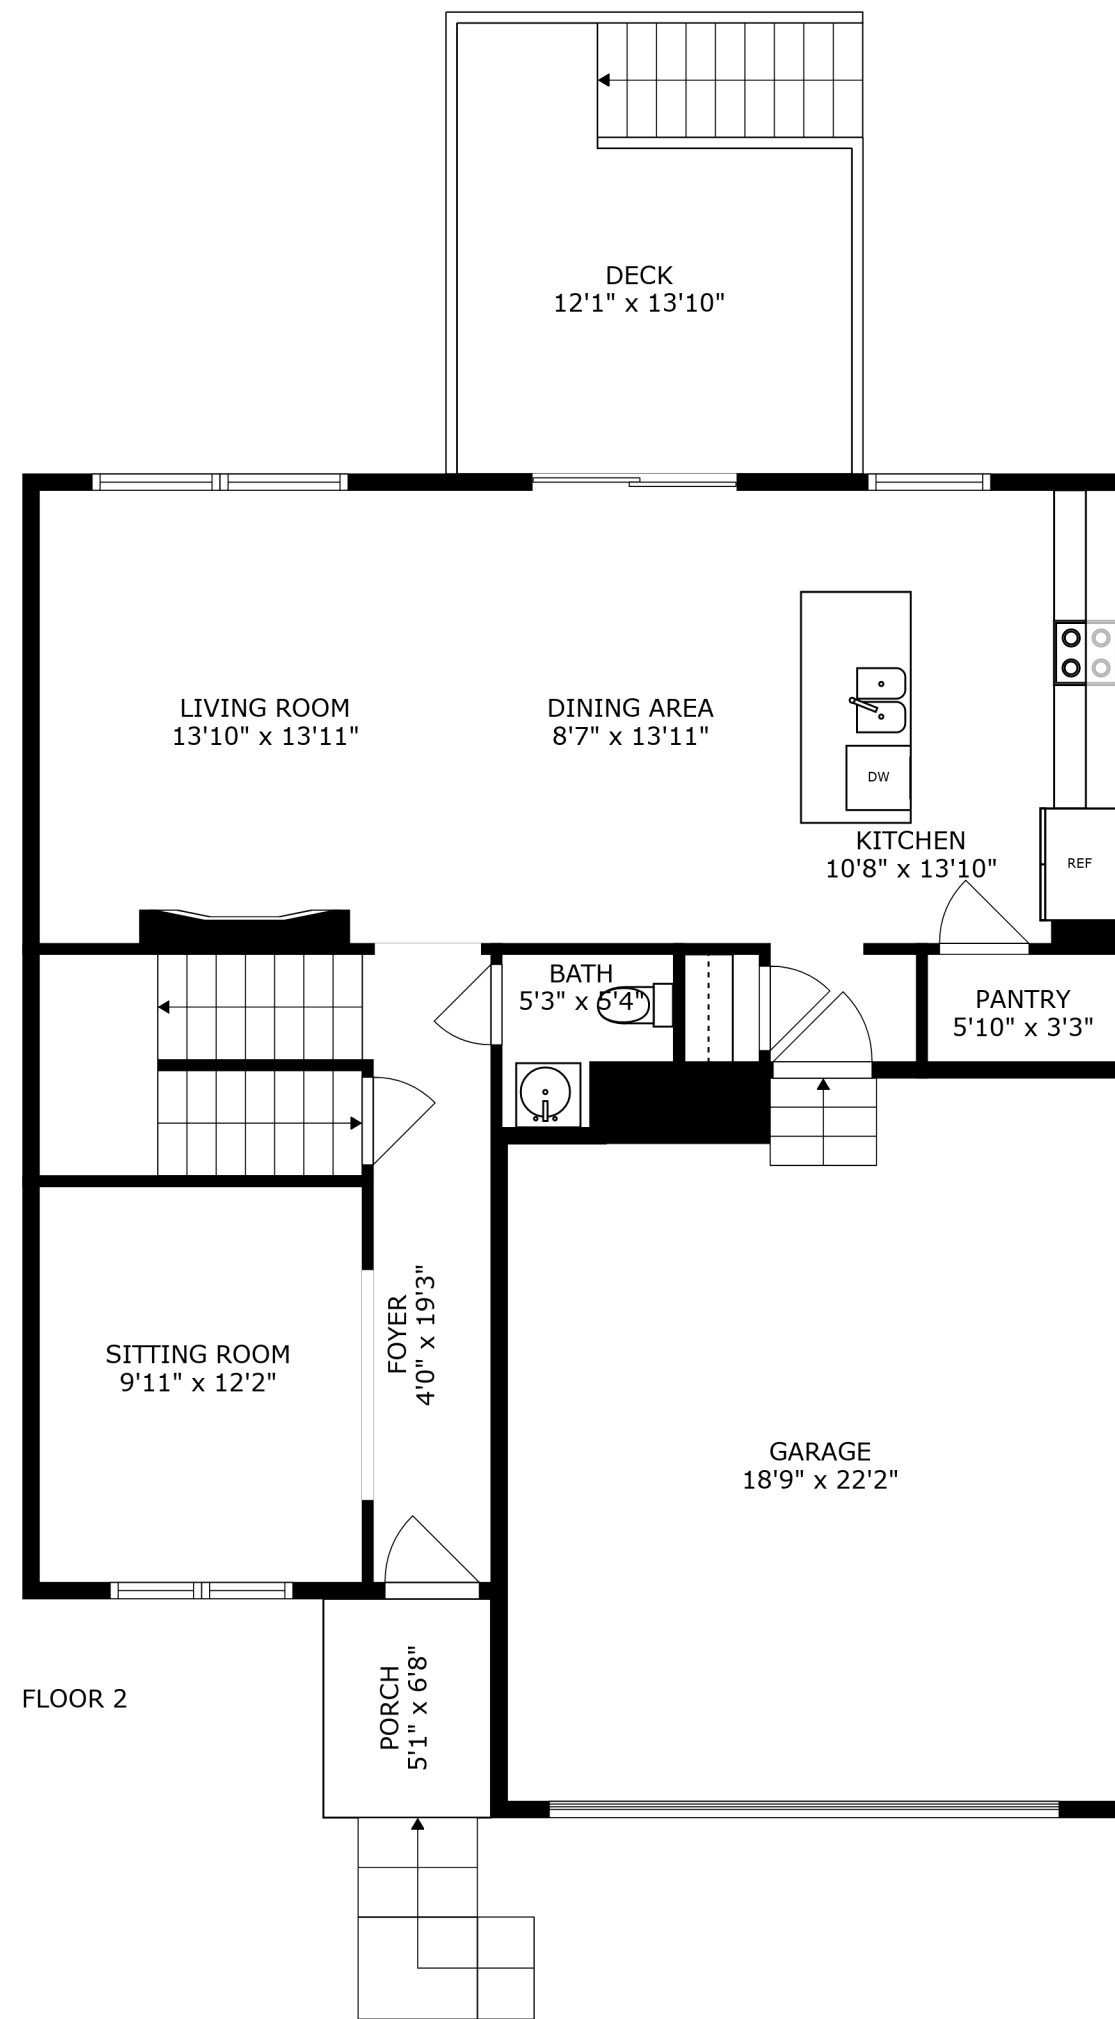 DECK
12'1" x 13'10"
LIVING ROOM
13'10" x 13'11"
DINING AREA
8'7" x 13'11"
DW
KITCHEN
10'8" x 13'10"
REF
BATH
5'3" x 5'4"
PANTRY
5'10" x 3'3"
FOYER
4'0" x 19'3"
SITTING ROOM
9'11" x 12'2"
GARAGE
18'9" x 22'2"
PORCH
5'1" x 6'8"
FLOOR 2